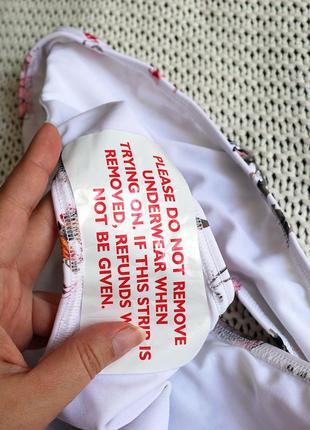 PLEASE DO NOT REMOVE
UNDERWEAR WHEN
TRYING ON. IF THIS STRIP IS
REMOVED, REFUNDS W
NOT BE GIVEN.